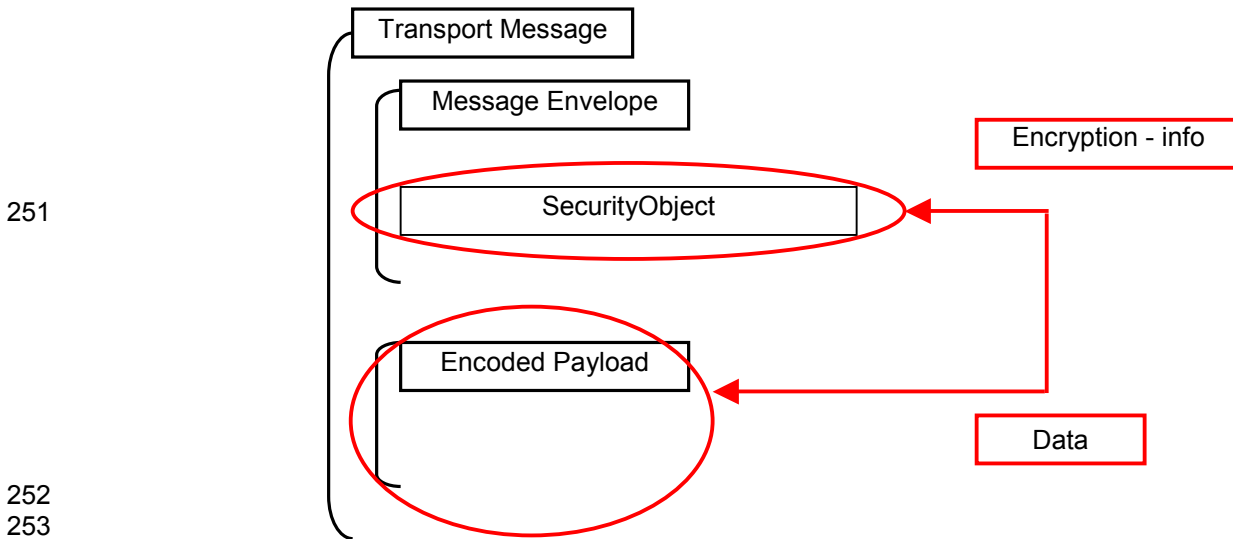 Transport Message
Message Envelope
Encryption - info
251
SecurityObject
Encoded Payload
Data
252
253